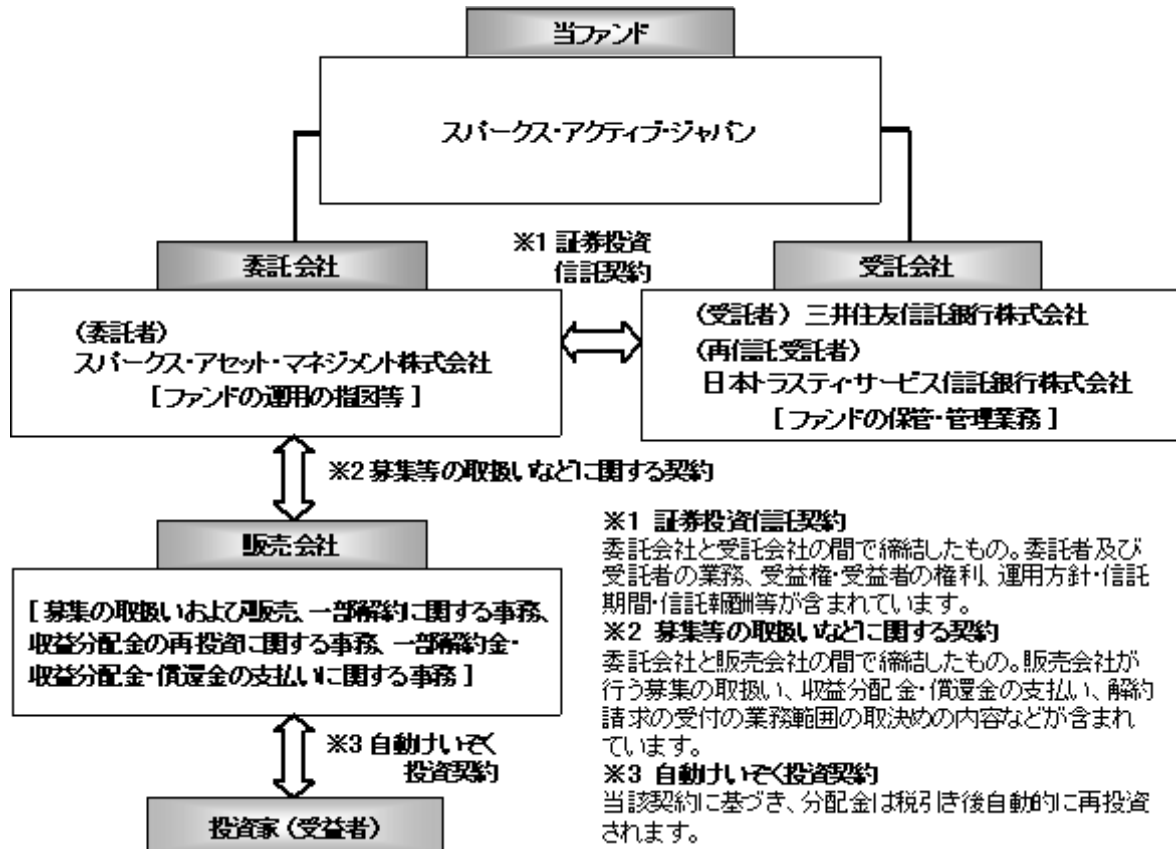 当ファンド
スパークス・アクティブ・ジャパン
委託会社
※1 証券投資
信託契約
受託会社
（委託者）
スパークス・アセット・マネジメント株式会社
［ファンドの運用の指図等］
（受託者） 三井住友信託銀行株式会社
（再信託受託者）
日本トラスティ・サービス信託銀行株式会社
［ファンドの保管・管理業務］
※2 募集等の取扱いなどに関する契約
販売会社
［募集の取扱いおよび販売、一部解約に関する事務、
収益分配金の再投資に関する事務、一部解約金・
収益分配金・償還金の支払いに関する事務］
※3 自動けいぞく
投資契約
投資家（受益者）
※1 証券投資信託契約
委託会社と受託会社の間で締結したもの。委託者及び
受託者の業務、受益権・受益者の権利、運用方針・信託
期間・信託報酬等が含まれています。
※2 募集等の取扱いなどに関する契約
委託会社と販売会社の間で締結したもの。販売会社が
行う募集の取扱い、収益分配金・償還金の支払い、解約
請求の受付の業務範囲の取決めの内容などが含まれ
ています。
※3 自動けいぞく投資契約
当該契約に基づき、分配金は税引き後自動的に再投資
されます。